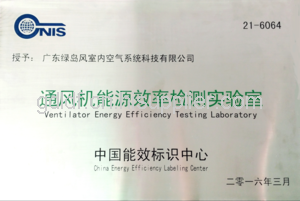 CNIS
21-6064
授予：广东绿岛风室内空气系统科技有限公司
通风机能源效率检测实验室
Ventilator Energy Efficiency Testing Laboratory
中国能效标识中心
China Energy Efficiency Labeling Center
二零一六年三月